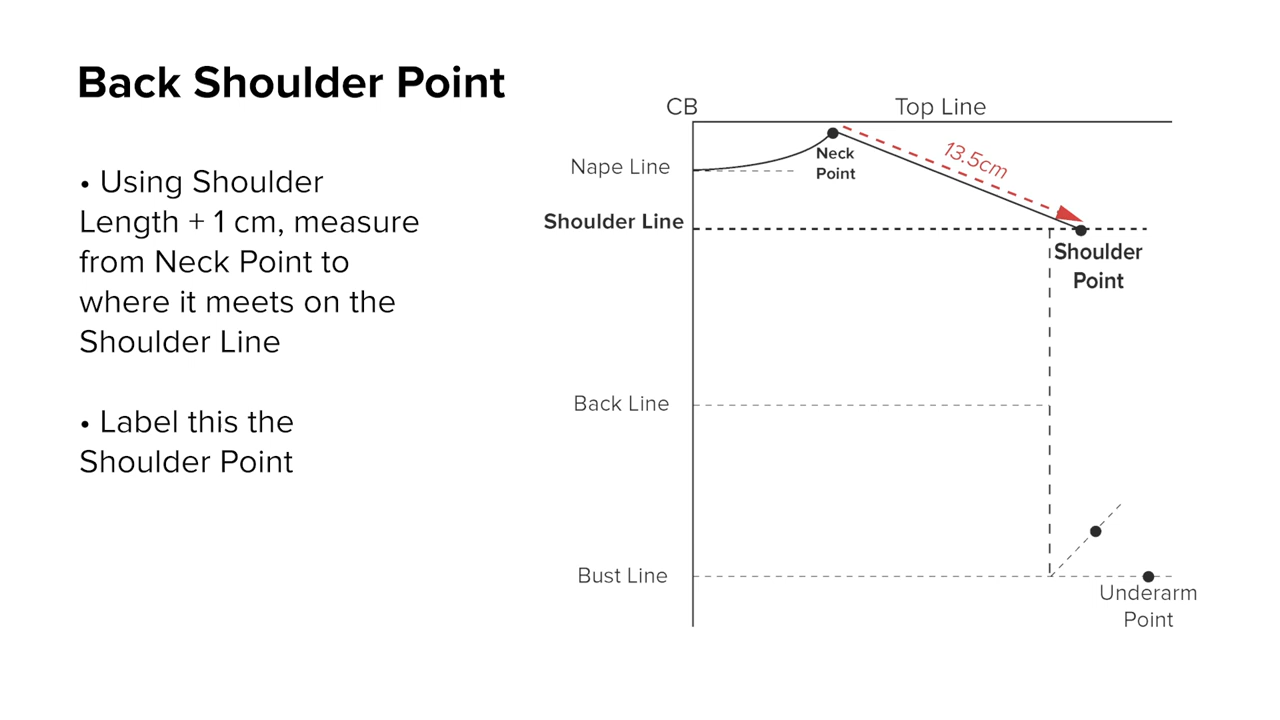 Back Shoulder Point
• Using Shoulder
Length + 1 cm, measure
from Neck Point to
where it meets on the
Shoulder Line
• Label this the
Shoulder Point
CB
Top Line
Nape Line
Neck
Point
13.5cm
Shoulder Line
Shoulder
Point
Back Line
Bust Line
Underarm
Point